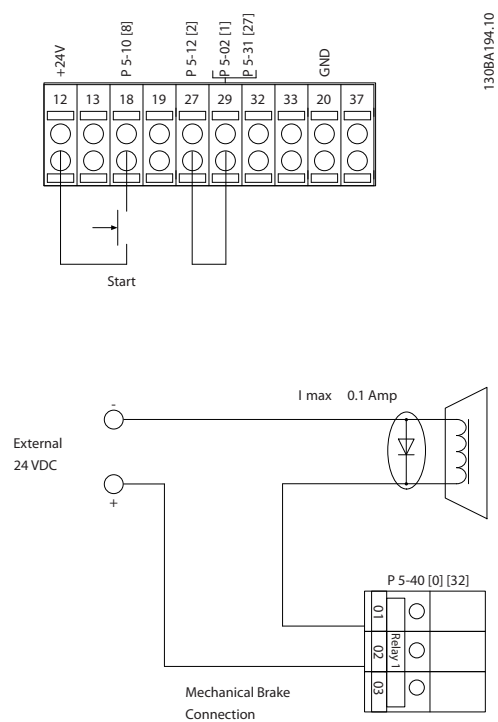 130BA194.10
+24V
P 5-10 [8]
P 5-12 [2]
P 5-02 [1]
P 5-31 [27]
GND
12 13 18 19 27 29 32 33 20 37
Start
I max 0.1 Amp
-
External
24 VDC
+
P 5-40 [0] [32]
01
02
03
Relay 1
Mechanical Brake
Connection